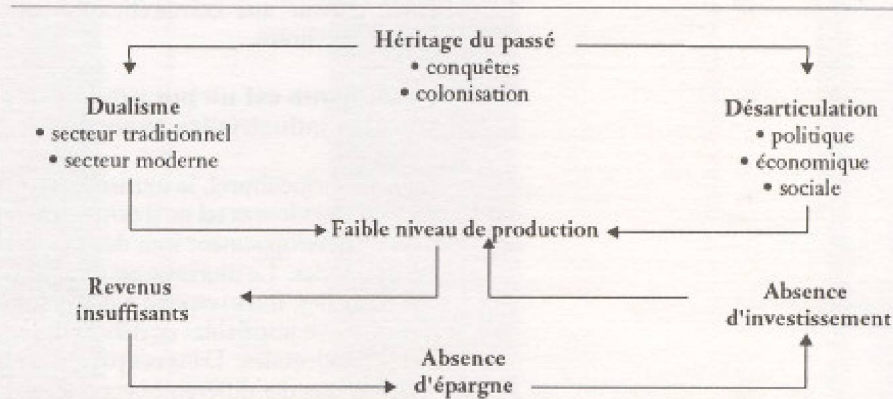 Héritage du passé
• conquêtes
• colonisation
Dualisme
• secteur traditionnel
• secteur moderne
Désarticulation
• politique
• économique
• sociale
Faible niveau de production
Revenus
insuffisants
Absence
d'investissement
Absence
d'épargne